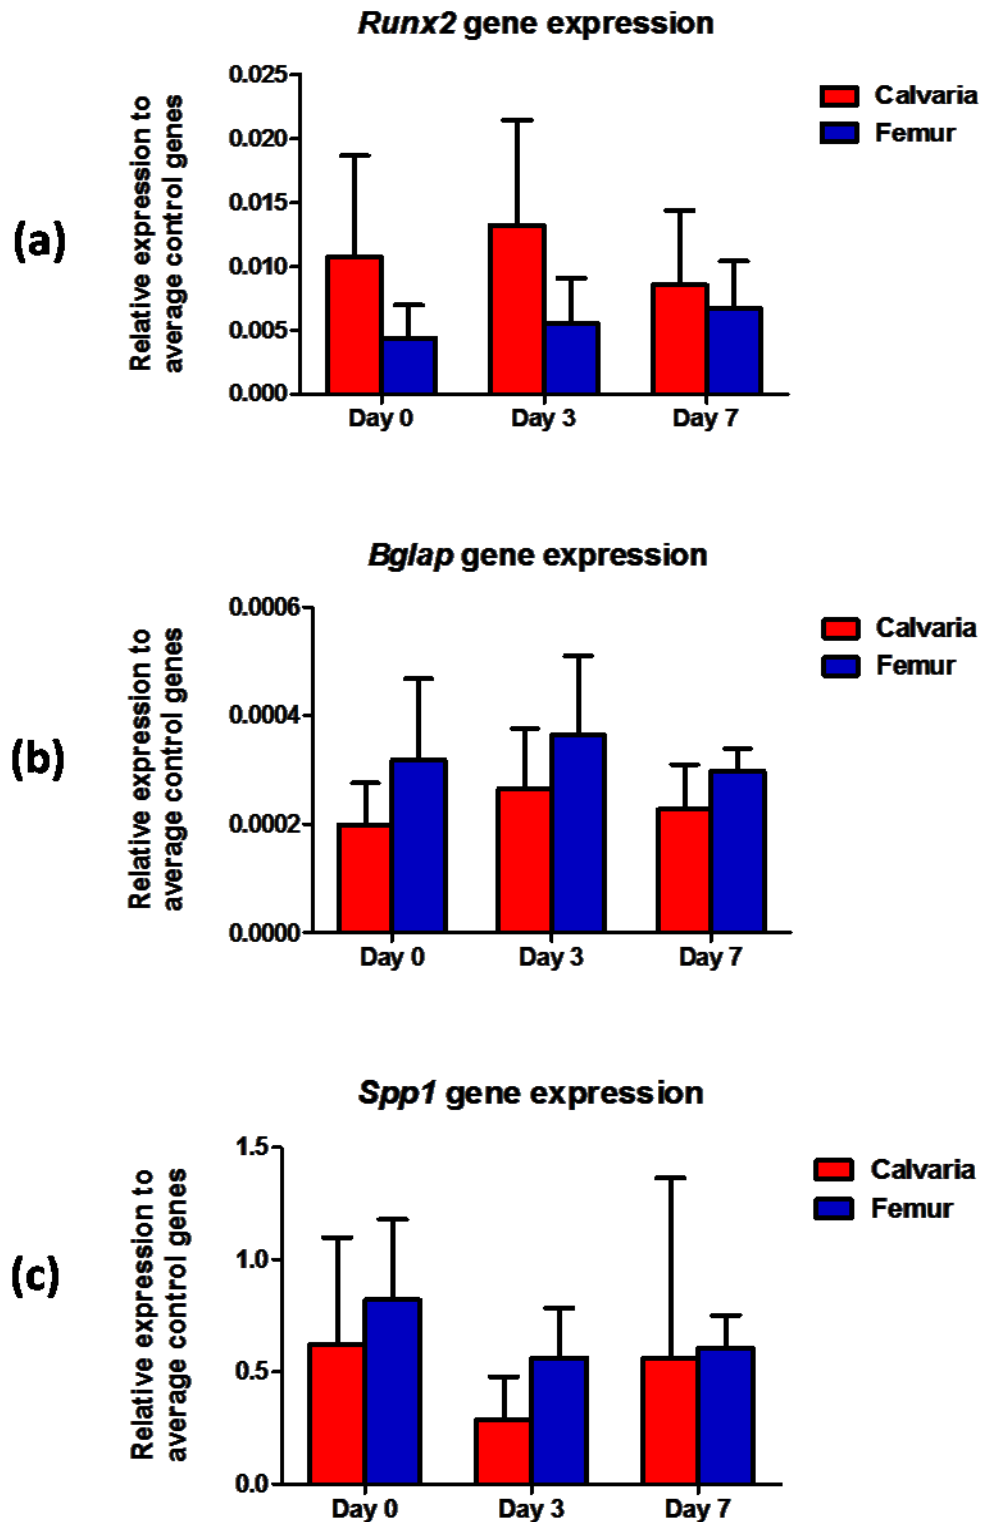 Runx2 gene expression
(a)
Relative expression to
average control genes
0.025
0.020
0.015
0.010
0.005
0.000
Day 0
Day 3
Day 7
Calvaria
Femur
Bglap gene expression
(b)
Relative expression to
average control genes
0.0006
0.0004
0.0002
0.0000
Day 0
Day 3
Day 7
Calvaria
Femur
Spp1 gene expression
(c)
Relative expression to
average control genes
1.5
1.0
0.5
0.0
Day 0
Day 3
Day 7
Calvaria
Femur